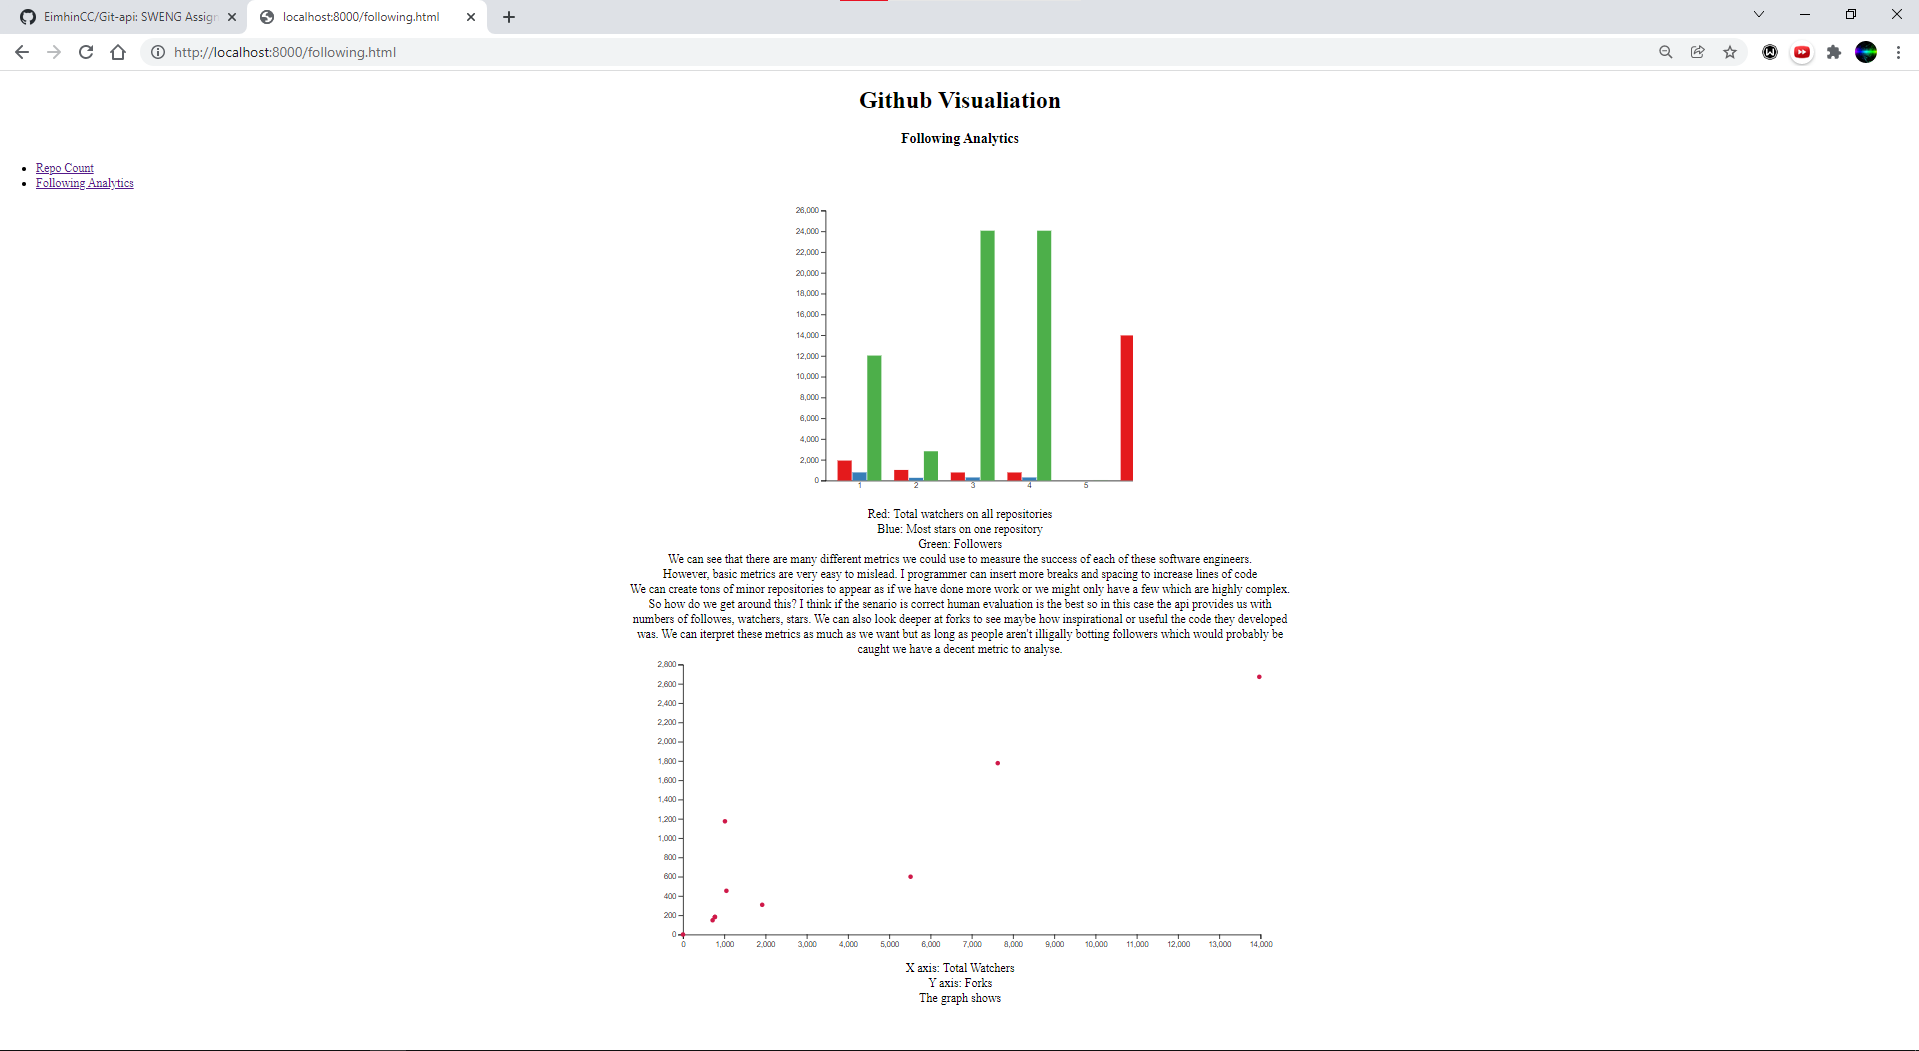 EimhinCC/Git-api: SWENG Assign
localhost:8000/following.html
http://localhost:8000/following.html
Github Visualiation
Following Analytics
Repo Count
Following Analytics
26,000
24,000
22,000
20,000
18,000
16,000
14,000
12,000
10,000
8,000
6,000
4,000
2,000
0
1 2 3 4 5
Red: Total watchers on all repositories
Blue: Most stars on one repository
Green: Followers
We can see that there are many different metrics we could use to measure the success of each of these software engineers.
However, basic metrics are very easy to mislead. I programmer can insert more breaks and spacing to increase lines of code
We can create tons of minor repositories to appear as if we have done more work or we might only have a few which are highly complex.
So how do we get around this? I think if the senario is correct human evaluation is the best so in this case the api provides us with
numbers of followes, watchers, stars. We can also look deeper at forks to see maybe how inspirational or useful the code they developed
was. We can iterpret these metrics as much as we want but as long as people aren't illigally botting followers which would probably be
caught we have a decent metric to analyse.
2,800
2,600
2,400
2,200
2,000
1,800
1,600
1,400
1,200
1,000
800
600
400
200
0
0 1,000 2,000 3,000 4,000 5,000 6,000 7,000 8,000 9,000 10,000 11,000 12,000 13,000 14,000
X axis: Total Watchers
Y axis: Forks
The graph shows